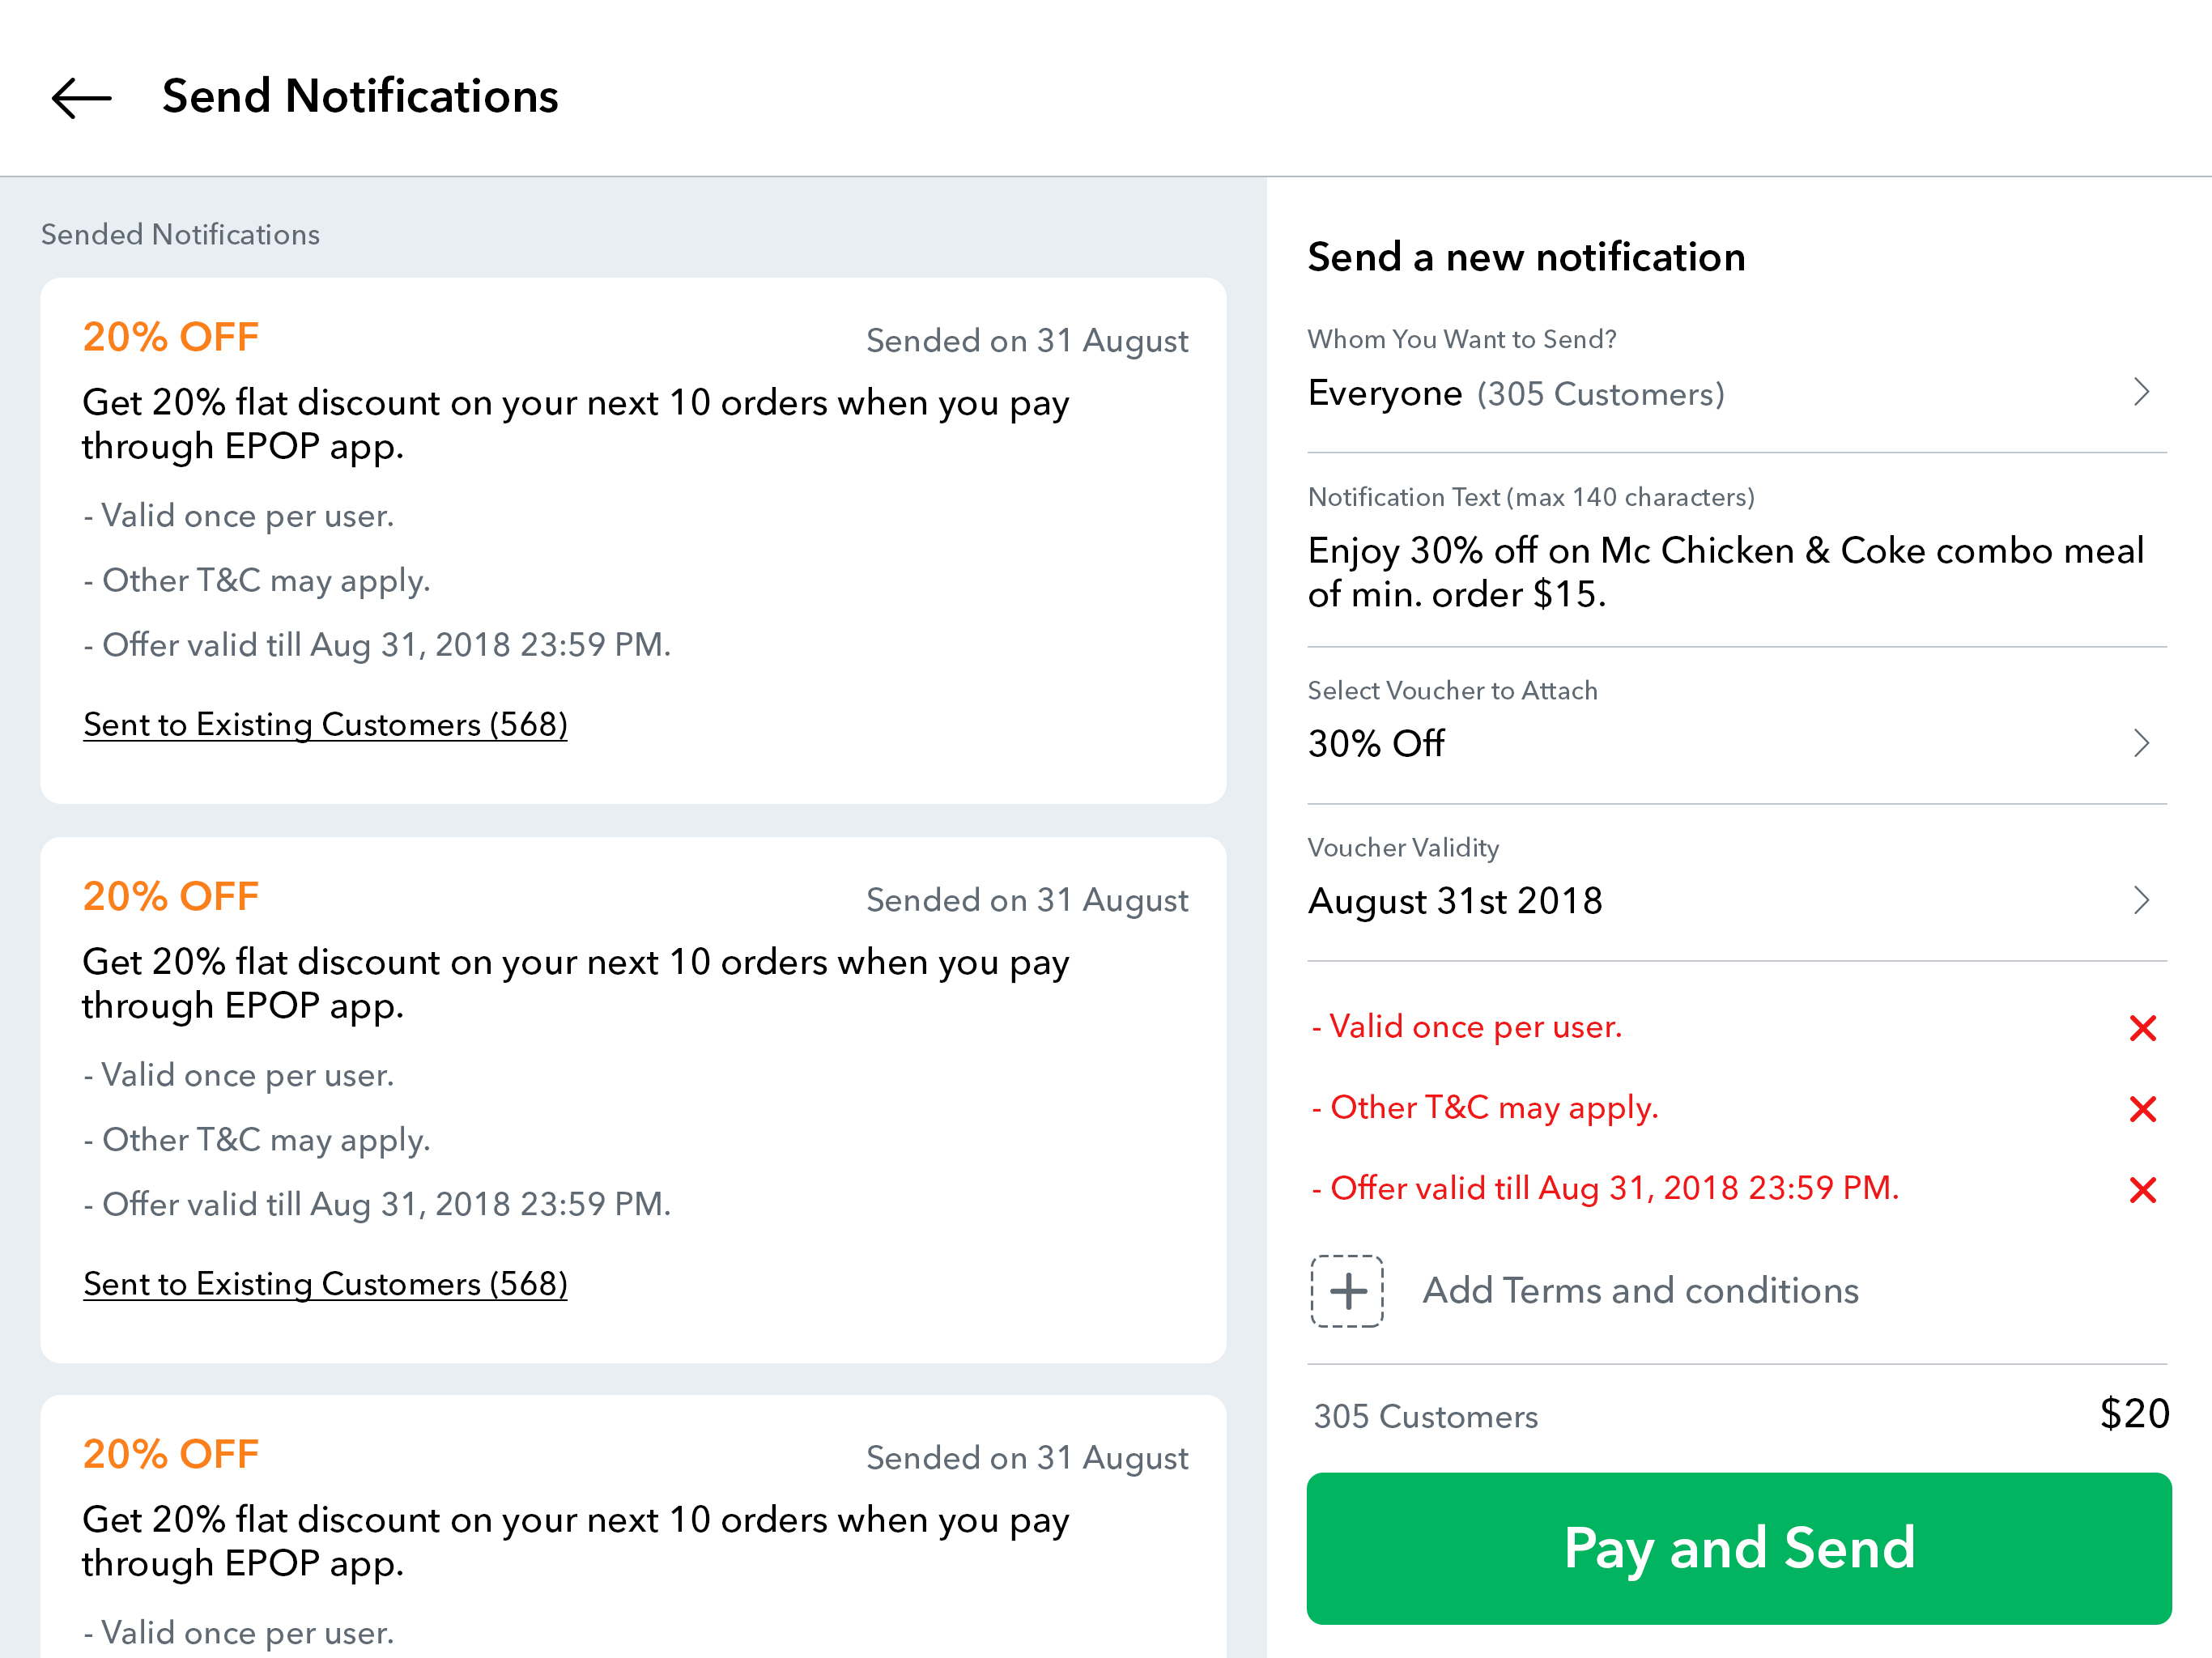 Send Notifications
Sended Notifications
20% OFF
Sended on 31 August
Get 20% flat discount on your next 10 orders when you pay
through EPOP app.
- Valid once per user.
- Other T&C may apply.
- Offer valid till Aug 31, 2018 23:59 PM.
Sent to Existing Customers (568)
20% OFF
Sended on 31 August
Get 20% flat discount on your next 10 orders when you pay
through EPOP app.
- Valid once per user.
- Other T&C may apply.
- Offer valid till Aug 31, 2018 23:59 PM.
Sent to Existing Customers (568)
20% OFF
Sended on 31 August
Get 20% flat discount on your next 10 orders when you pay
through EPOP app.
- Valid once per user.
Send a new notification
Whom You Want to Send?
Everyone (305 Customers)
Notification Text (max 140 characters)
Enjoy 30% off on Mc Chicken & Coke combo meal
of min. order $15.
Select Voucher to Attach
30% Off
Voucher Validity
August 31st 2018
- Valid once per user.
- Other T&C may apply.
- Offer valid till Aug 31, 2018 23:59 PM.
Add Terms and conditions
305 Customers
$20
Pay and Send